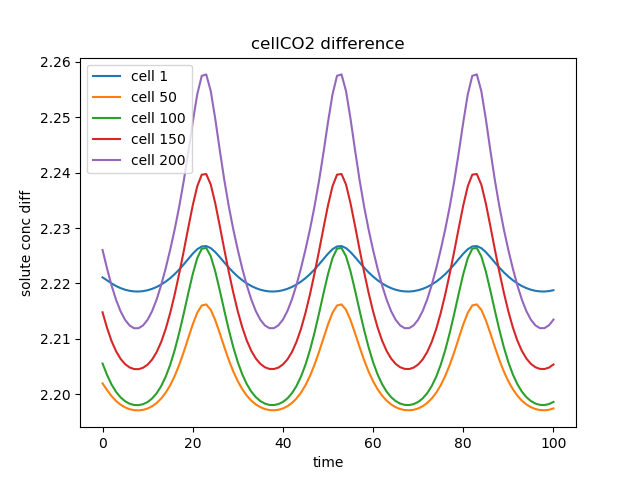 cellCO2 difference
solute conc diff
2.26
2.25
2.24
2.23
2.22
2.21
2.20
cell 1
cell 50
cell 100
cell 150
cell 200
0 20 40 60 80 100
time